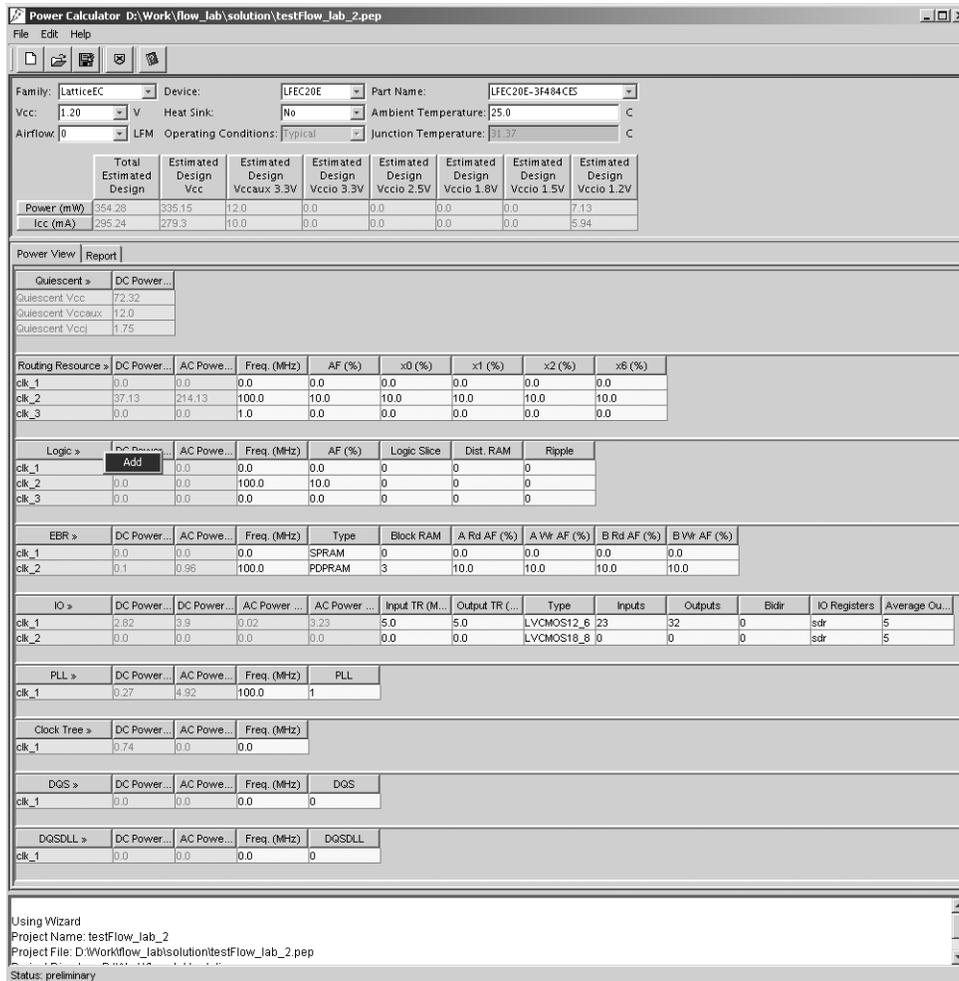 Power Calculator D:\Work\flow_lab\solution\testFlow_lab_2.pep
File Edit Help
Family: LatticeEC Device: LFEC20E Part Name: LFEC20E-3F484CES
Vcc: 1.20 V Heat Sink: No Ambient Temperature: 25.0 C
Airflow: 0 LFM Operating Conditions: Typical Junction Temperature: 31.37 C
Total Estimated Design Estimated Design Vcc Estimated Design Vccaux 3.3V Estimated Design Vccio 3.3V Estimated Design Vccio 2.5V Estimated Design Vccio 1.8V Estimated Design Vccio 1.5V Estimated Design Vccio 1.2V
Power (mW) 354.28 335.15 12.0 0.0 0.0 0.0 0.0 7.13
Icc (mA) 295.24 279.3 10.0 0.0 0.0 0.0 0.0 5.94
Power View Report
Quiescent » DC Power...
Quiescent Vcc 72.32
Quiescent Vccaux 12.0
Quiescent Vccj 1.75
Routing Resource » DC Power... AC Powe... Freq. (MHz) AF (%) x0 (%) x1 (%) x2 (%) x6 (%)
clk_1 0.0 0.0 0.0 0.0 0.0 0.0 0.0 0.0
clk_2 37.13 214.13 100.0 10.0 10.0 10.0 10.0 10.0
clk_3 0.0 0.0 1.0 0.0 0.0 0.0 0.0 0.0
Logic » DC Power... AC Powe... Freq. (MHz) AF (%) Logic Slice Dist. RAM Ripple
Add
clk_1 0.0 0.0 0.0 0 0 0
clk_2 0.0 0.0 100.0 10.0 0 0 0
clk_3 0.0 0.0 0.0 0.0 0 0 0
EBR » DC Power... AC Powe... Freq. (MHz) Type Block RAM A Rd AF (%) A Wr AF (%) B Rd AF (%) B Wr AF (%)
clk_1 0.0 0.0 0.0 SPRAM 0 0.0 0.0 0.0 0.0
clk_2 0.1 0.96 100.0 PDPRAM 3 10.0 10.0 10.0 10.0
IO » DC Power... DC Power... AC Power ... AC Power ... Input TR (M... Output TR (... Type Inputs Outputs Bidir IO Registers Average Ou...
clk_1 2.82 3.9 0.02 3.23 5.0 5.0 LVCMOS12_6 23 32 0 sdr 5
clk_2 0.0 0.0 0.0 0.0 0.0 0.0 LVCMOS18_8 0 0 0 sdr 5
PLL » DC Power... AC Powe... Freq. (MHz) PLL
clk_1 0.27 4.92 100.0 1
Clock Tree » DC Power... AC Powe... Freq. (MHz)
clk_1 0.74 0.0 0.0
DQS » DC Power... AC Powe... Freq. (MHz) DQS
clk_1 0.0 0.0 0.0 0
DQSDLL » DC Power... AC Powe... Freq. (MHz) DQSDLL
clk_1 0.0 0.0 0.0 0
Using Wizard
Project Name: testFlow_lab_2
Project File: D:\Work\flow_lab\solution\testFlow_lab_2.pep
Status: preliminary